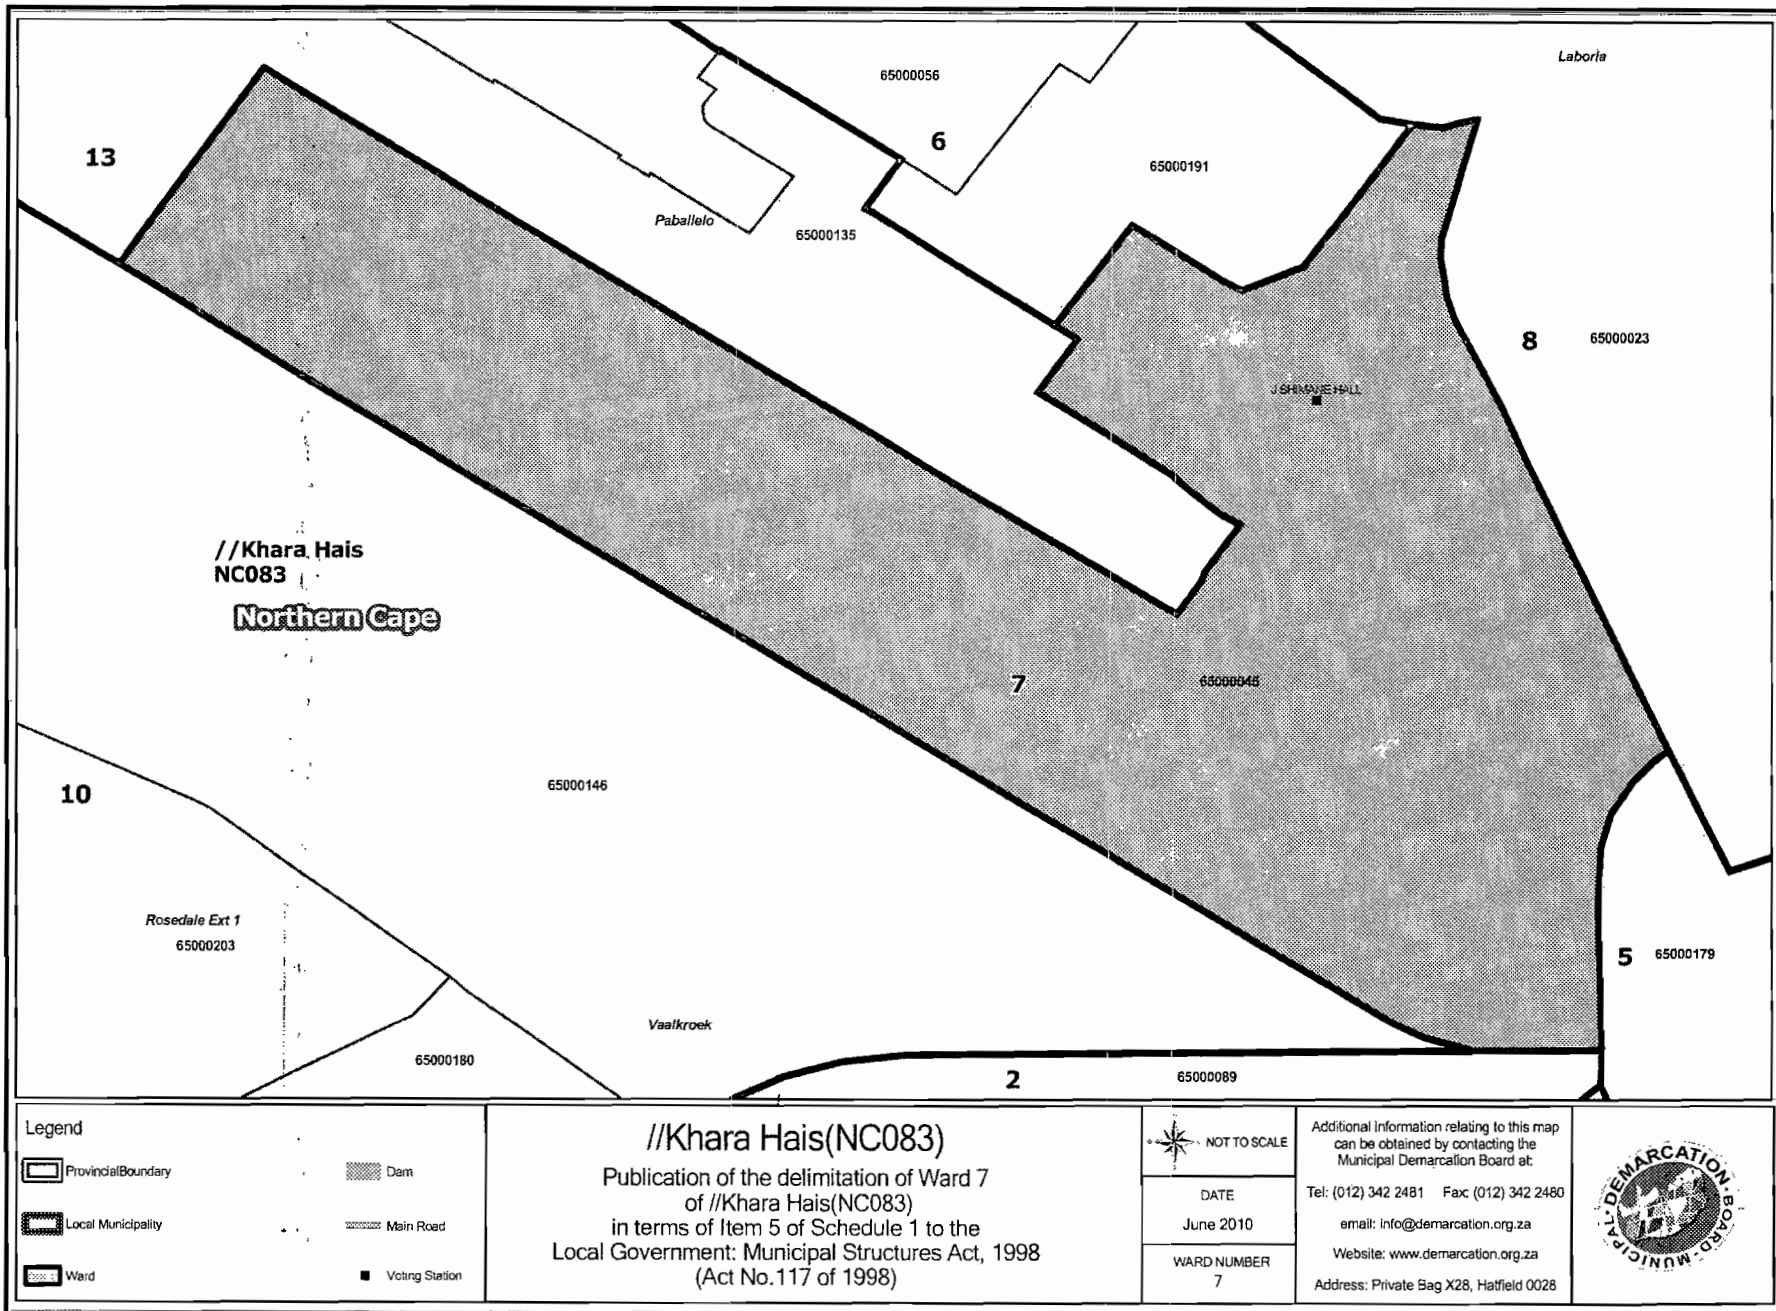 Laboria
65000056
6
13
65000191
Paballelo
65000135
8
65000023
J SHIMANE HALL
//Khara Hais
NC083
Northern Cape
7
65000045
65000146
10
Rosedale Ext 1
65000203
5
65000179
Vaalkroek
65000180
2
65000089
Legend
ProvincialBoundary
Dam
Local Municipality
Main Road
Ward
Voting Station
//Khara Hais(NC083)
Publication of the delimitation of Ward 7
of //Khara Hais(NC083)
in terms of Item 5 of Schedule 1 to the
Local Government: Municipal Structures Act, 1998
(Act No.117 of 1998)
NOT TO SCALE
DATE
June 2010
WARD NUMBER
7
Additional information relating to this map
can be obtained by contacting the
Municipal Demarcation Board at:
Tel: (012) 342 2481 Fax: (012) 342 2480
email: info@demarcation.org.za
Website: www.demarcation.org.za
Address: Private Bag X28, Hatfield 0028
MUNICIPAL · DEMARCATION · BOARD